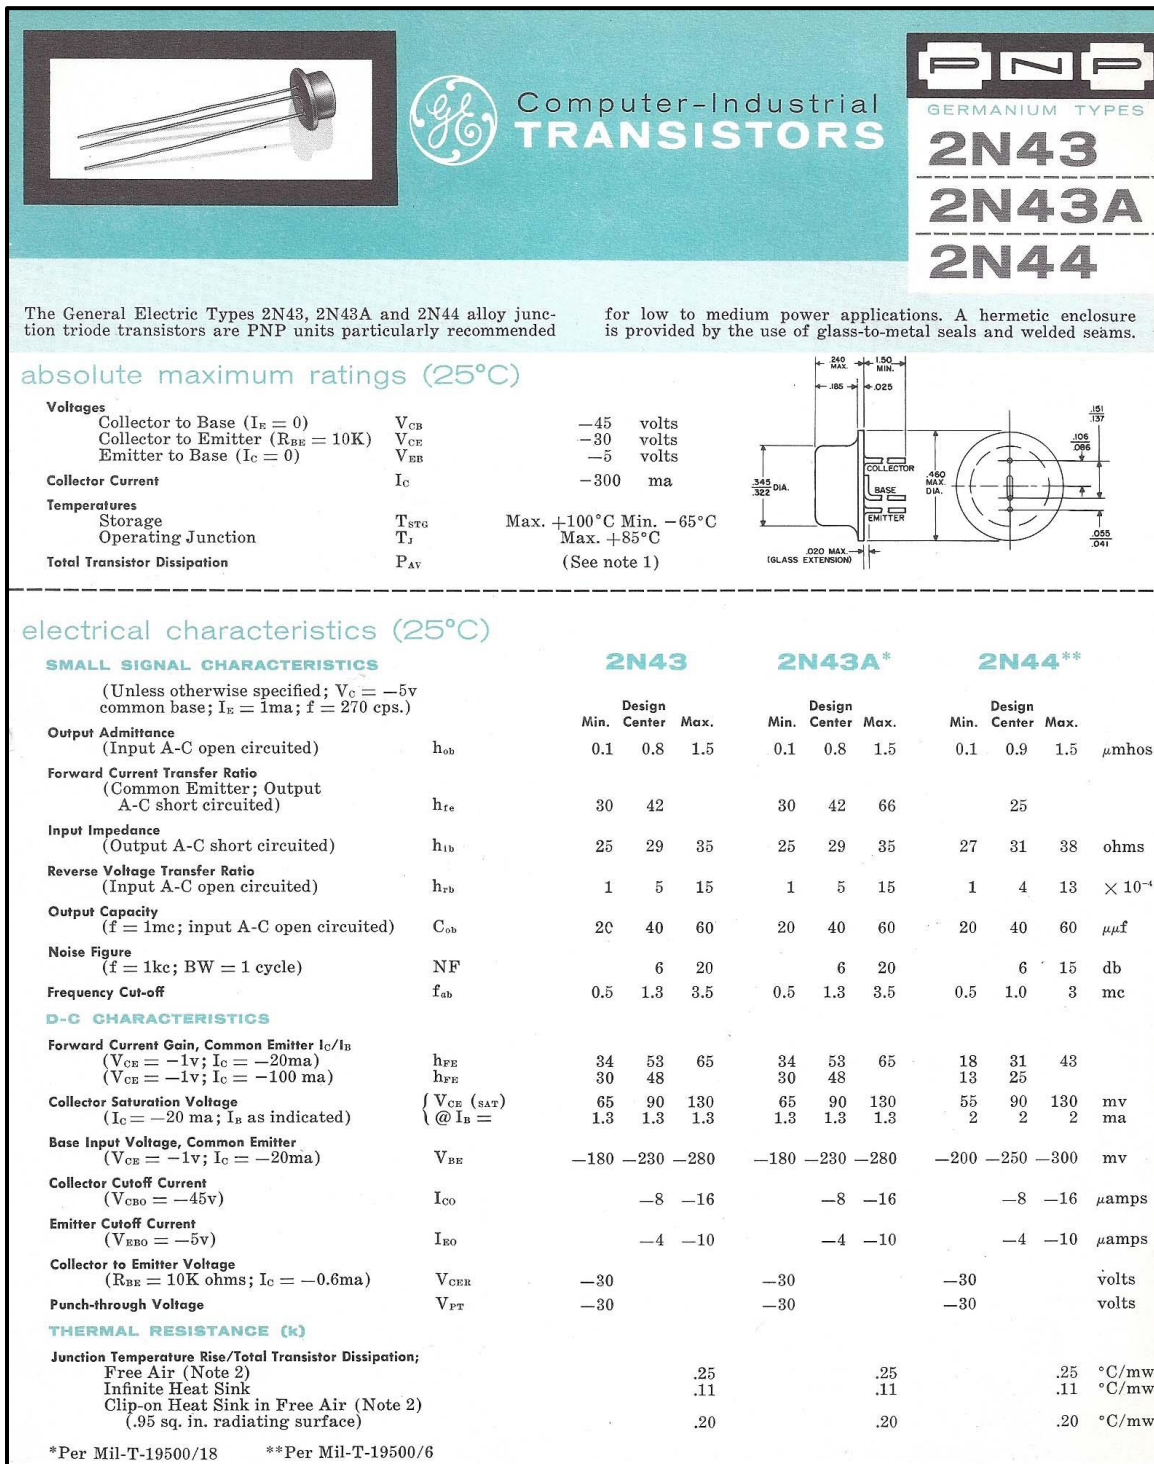 GE Computer-Industrial
TRANSISTORS
PNP
GERMANIUM TYPES
2N43
2N43A
2N44
The General Electric Types 2N43, 2N43A and 2N44 alloy junc-
tion triode transistors are PNP units particularly recommended
for low to medium power applications. A hermetic enclosure
is provided by the use of glass-to-metal seals and welded seams.
absolute maximum ratings (25°C)
Voltages
Collector to Base (IE = 0) VCB −45 volts
Collector to Emitter (RBE = 10K) VCE −30 volts
Emitter to Base (IC = 0) VEB −5 volts
Collector Current IC −300 ma
Temperatures
Storage TSTG Max. +100°C Min. −65°C
Operating Junction TJ Max. +85°C
Total Transistor Dissipation PAV (See note 1)
.240 MAX.
1.50 MIN.
.185
.025
.345
.322 DIA.
.460 MAX. DIA.
COLLECTOR
BASE
EMITTER
.020 MAX.
(GLASS EXTENSION)
.151
.137
.106
.086
.055
.041
electrical characteristics (25°C)
SMALL SIGNAL CHARACTERISTICS 2N43 2N43A* 2N44**
(Unless otherwise specified; VC = −5v
common base; IE = 1ma; f = 270 cps.)
Design Design Design
Min. Center Max. Min. Center Max. Min. Center Max.
Output Admittance
(Input A-C open circuited) hob 0.1 0.8 1.5 0.1 0.8 1.5 0.1 0.9 1.5 μmhos
Forward Current Transfer Ratio
(Common Emitter; Output
A-C short circuited) hfe 30 42 30 42 66 25
Input Impedance
(Output A-C short circuited) hib 25 29 35 25 29 35 27 31 38 ohms
Reverse Voltage Transfer Ratio
(Input A-C open circuited) hrb 1 5 15 1 5 15 1 4 13 × 10⁻⁴
Output Capacity
(f = 1mc; input A-C open circuited) Cob 20 40 60 20 40 60 20 40 60 μμf
Noise Figure
(f = 1kc; BW = 1 cycle) NF 6 20 6 20 6 15 db
Frequency Cut-off fab 0.5 1.3 3.5 0.5 1.3 3.5 0.5 1.0 3 mc
D-C CHARACTERISTICS
Forward Current Gain, Common Emitter IC/IB
(VCE = −1v; IC = −20ma) hFE 34 53 65 34 53 65 18 31 43
(VCE = −1v; IC = −100 ma) hFE 30 48 30 48 13 25
Collector Saturation Voltage { VCE (SAT) 65 90 130 65 90 130 55 90 130 mv
(IC = −20 ma; IB as indicated) @ IB = 1.3 1.3 1.3 1.3 1.3 1.3 2 2 2 ma
Base Input Voltage, Common Emitter
(VCE = −1v; IC = −20ma) VBE −180 −230 −280 −180 −230 −280 −200 −250 −300 mv
Collector Cutoff Current
(VCBO = −45v) ICO −8 −16 −8 −16 −8 −16 μamps
Emitter Cutoff Current
(VEBO = −5v) IEO −4 −10 −4 −10 −4 −10 μamps
Collector to Emitter Voltage
(RBE = 10K ohms; IC = −0.6ma) VCER −30 −30 −30 volts
Punch-through Voltage VPT −30 −30 −30 volts
THERMAL RESISTANCE (k)
Junction Temperature Rise/Total Transistor Dissipation;
Free Air (Note 2) .25 .25 .25 °C/mw
Infinite Heat Sink .11 .11 .11 °C/mw
Clip-on Heat Sink in Free Air (Note 2)
(.95 sq. in. radiating surface) .20 .20 .20 °C/mw
*Per Mil-T-19500/18 **Per Mil-T-19500/6